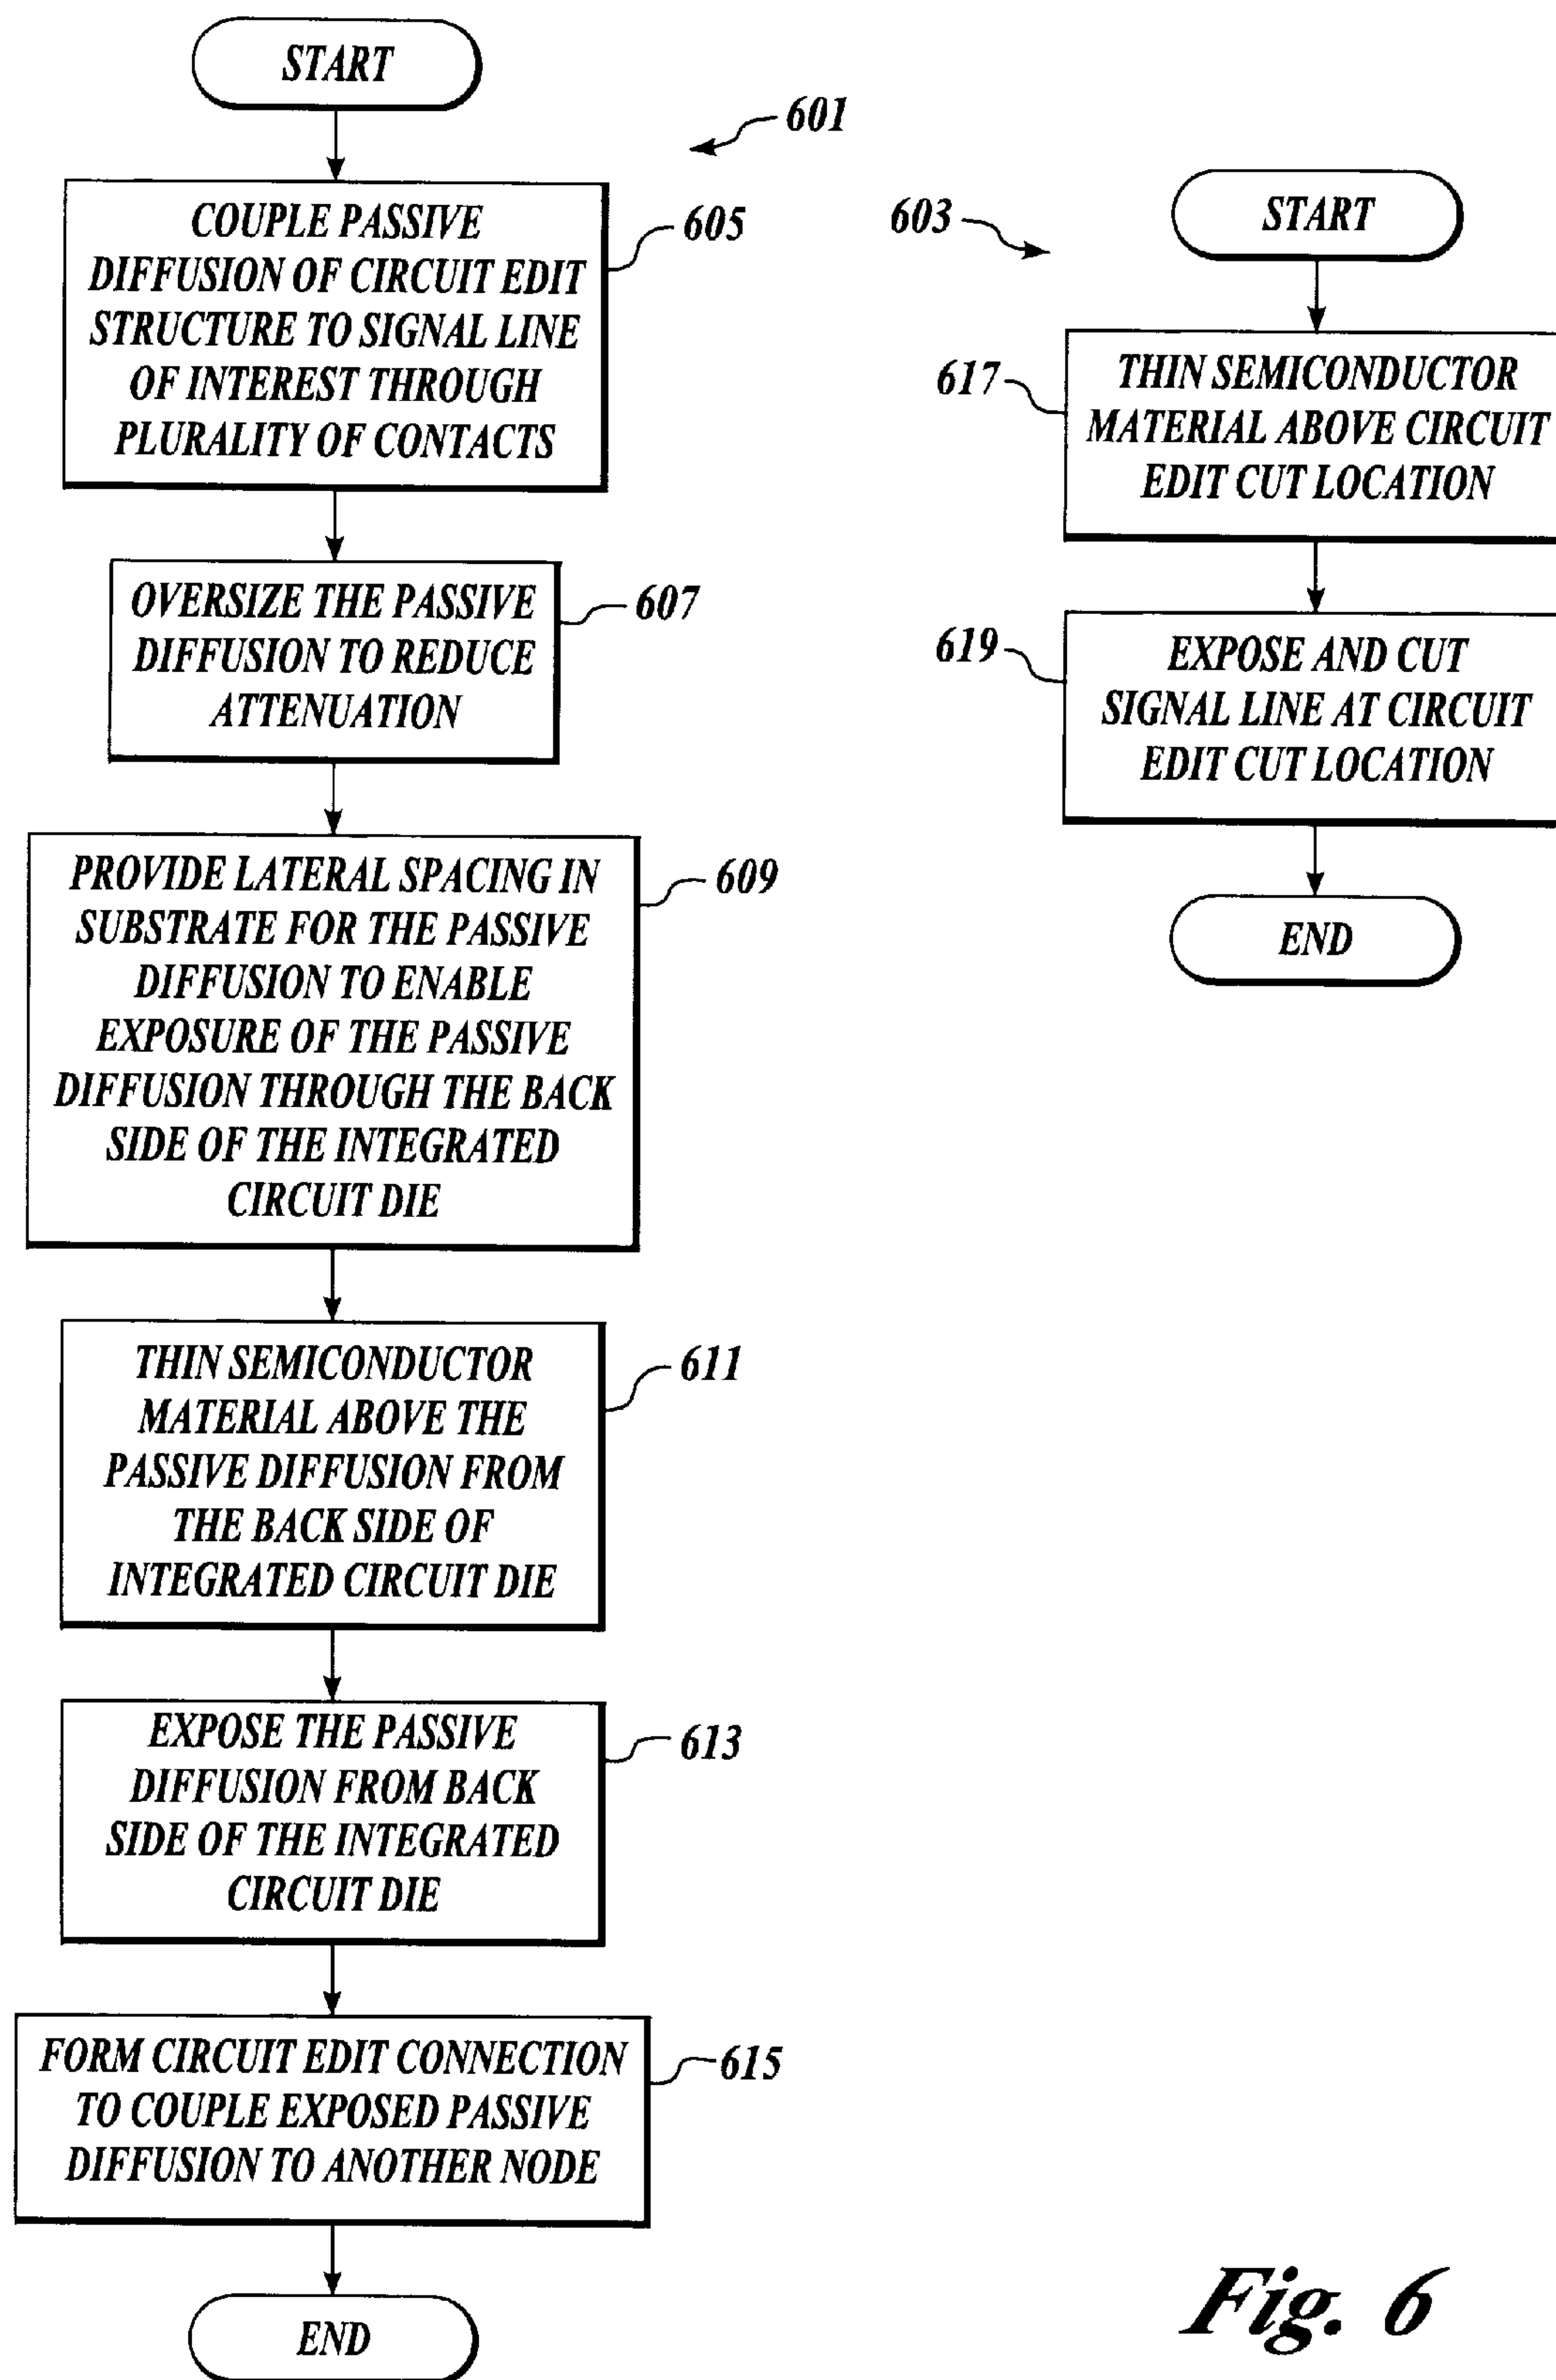 START
601
COUPLE PASSIVE
DIFFUSION OF CIRCUIT EDIT
STRUCTURE TO SIGNAL LINE
OF INTEREST THROUGH
PLURALITY OF CONTACTS
605
OVERSIZE THE PASSIVE
DIFFUSION TO REDUCE
ATTENUATION
607
PROVIDE LATERAL SPACING IN
SUBSTRATE FOR THE PASSIVE
DIFFUSION TO ENABLE
EXPOSURE OF THE PASSIVE
DIFFUSION THROUGH THE BACK
SIDE OF THE INTEGRATED
CIRCUIT DIE
609
THIN SEMICONDUCTOR
MATERIAL ABOVE THE
PASSIVE DIFFUSION FROM
THE BACK SIDE OF
INTEGRATED CIRCUIT DIE
611
EXPOSE THE PASSIVE
DIFFUSION FROM BACK
SIDE OF THE INTEGRATED
CIRCUIT DIE
613
FORM CIRCUIT EDIT CONNECTION
TO COUPLE EXPOSED PASSIVE
DIFFUSION TO ANOTHER NODE
615
END
603
START
617
THIN SEMICONDUCTOR
MATERIAL ABOVE CIRCUIT
EDIT CUT LOCATION
619
EXPOSE AND CUT
SIGNAL LINE AT CIRCUIT
EDIT CUT LOCATION
END
Fig. 6